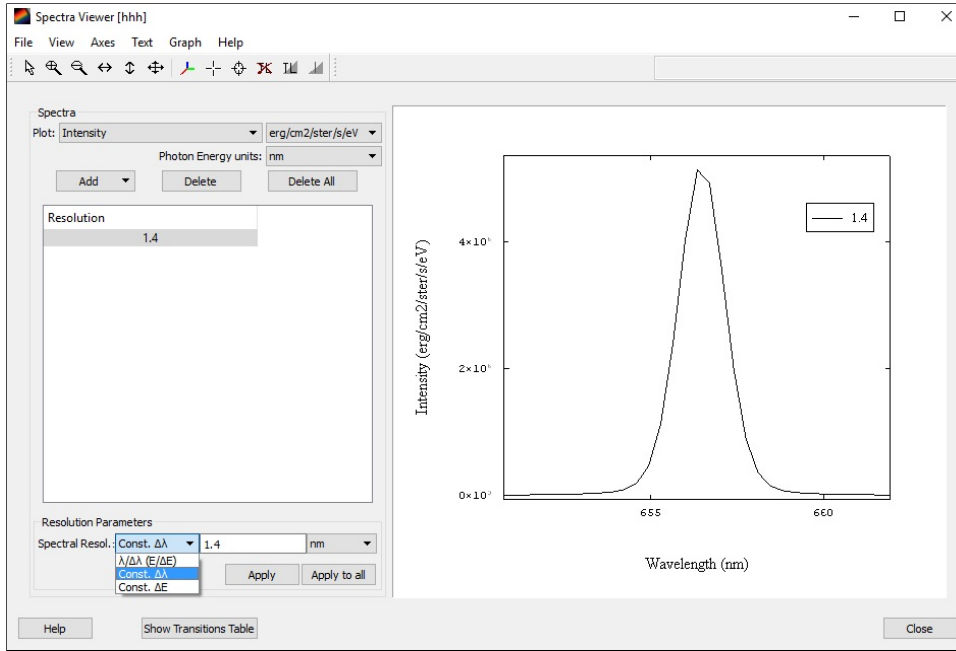 Spectra Viewer [hhh]
File View Axes Text Graph Help
Spectra
Plot: Intensity erg/cm2/ster/s/eV
Photon Energy units: nm
Add Delete Delete All
Resolution
1.4
Resolution Parameters
Spectral Resol.: Const. Δλ 1.4 nm
λ/Δλ (E/ΔE)
Const. Δλ
Const. ΔE
Apply Apply to all
Help Show Transitions Table
Intensity (erg/cm2/ster/s/eV)
1.4
655 660
Wavelength (nm)
Close